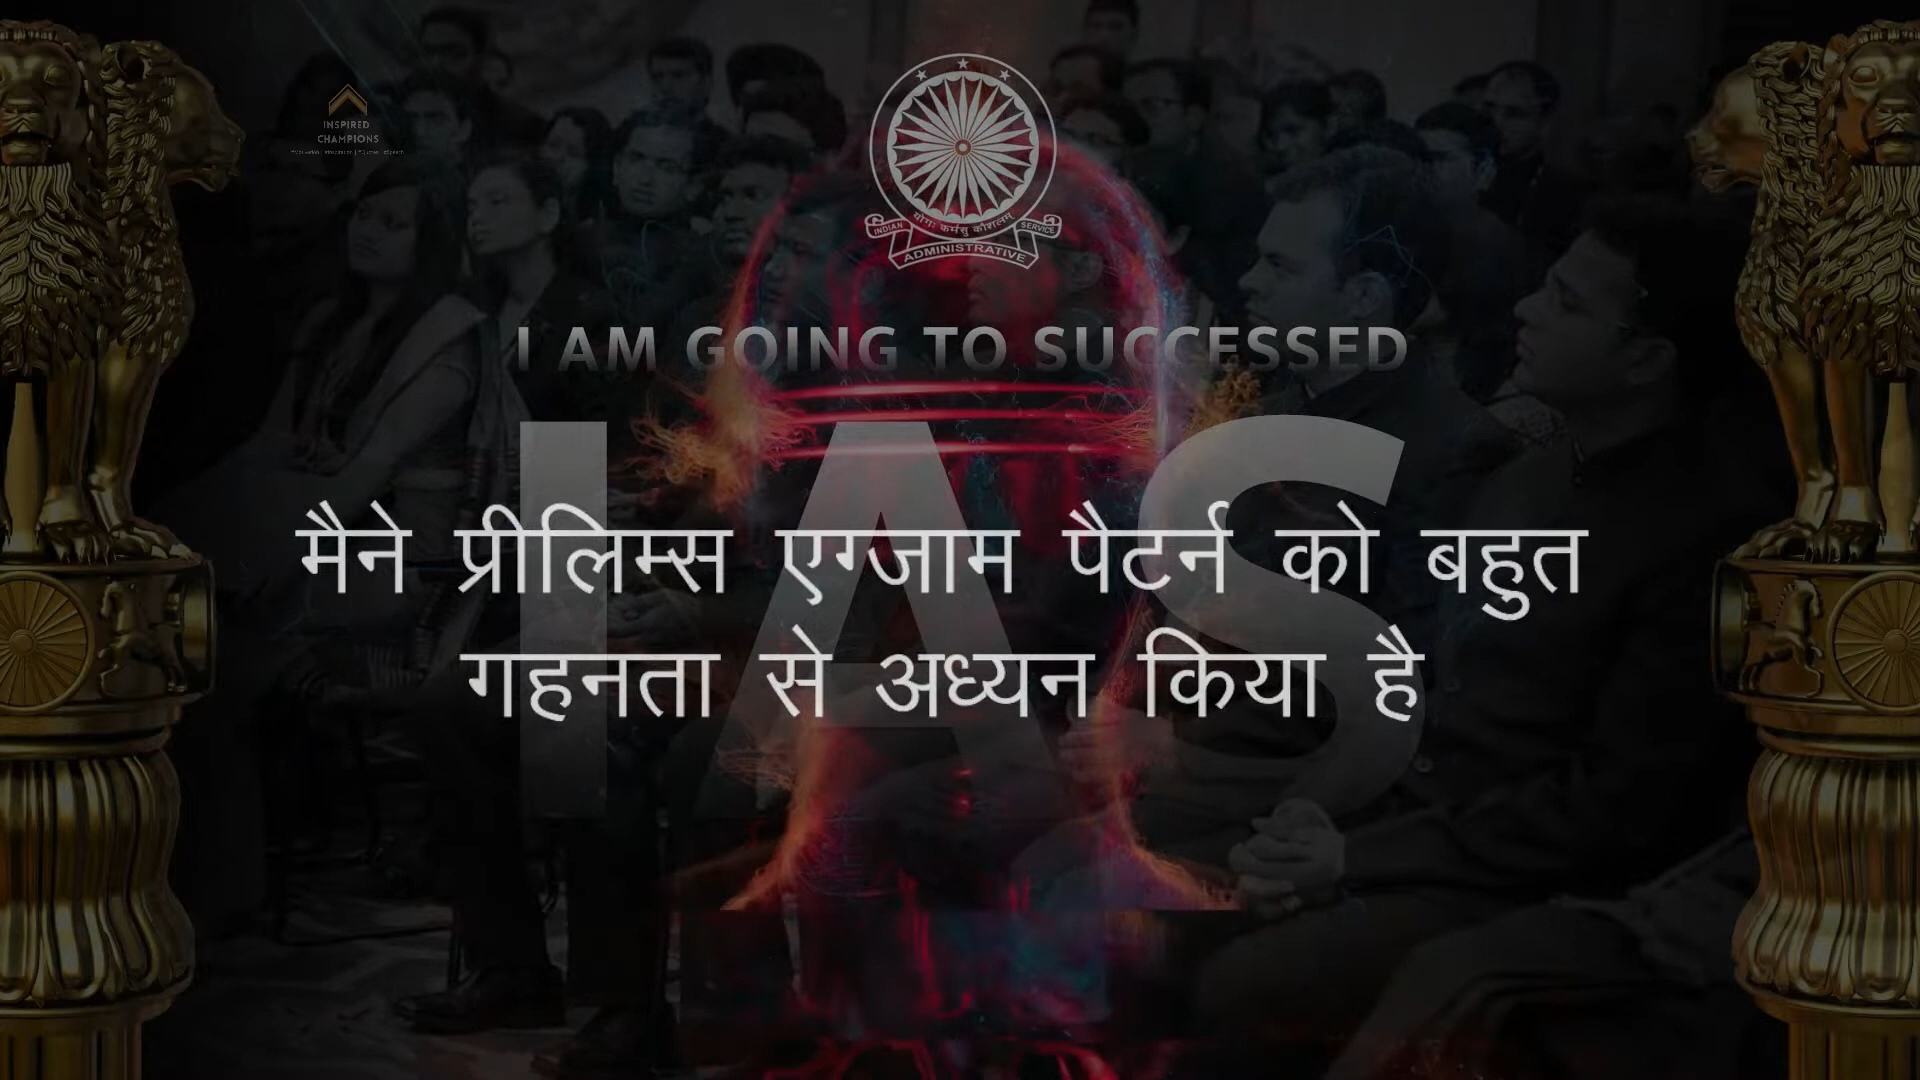 INSPIRED
CHAMPIONS
योगः कर्मसु कौशलम्
INDIAN
SERVICE
ADMINISTRATIVE
I AM GOING TO SUCCESSED
IAS
मैने प्रीलिम्स एग्जाम पैटर्न को बहुत
गहनता से अध्यन किया है